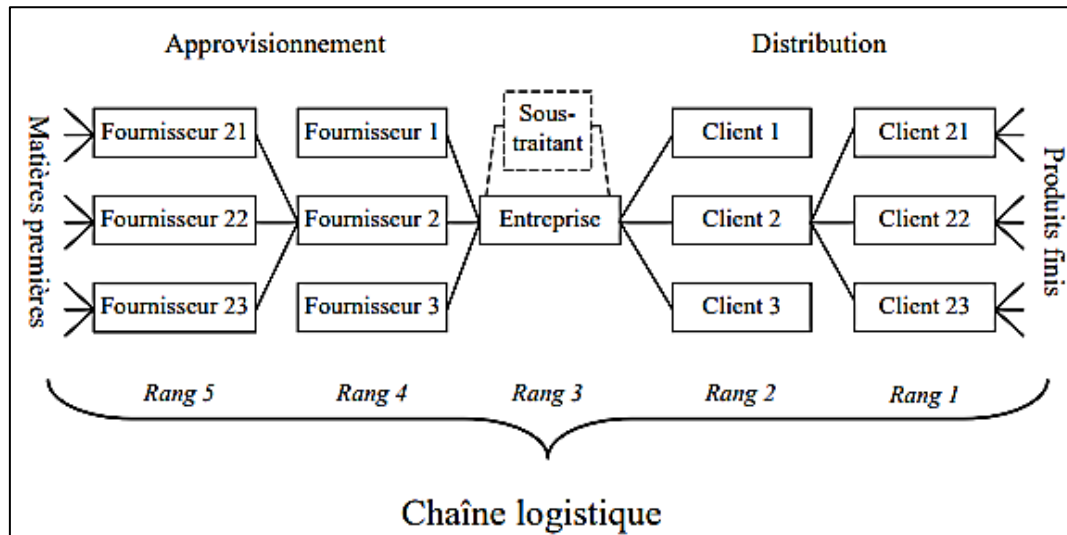 Approvisionnement
Distribution
Matières premières
Fournisseur 21
Fournisseur 1
Sous-
traitant
Client 1
Client 21
Produits finis
Fournisseur 22
Fournisseur 2
Entreprise
Client 2
Client 22
Fournisseur 23
Fournisseur 3
Client 3
Client 23
Rang 5
Rang 4
Rang 3
Rang 2
Rang 1
Chaîne logistique